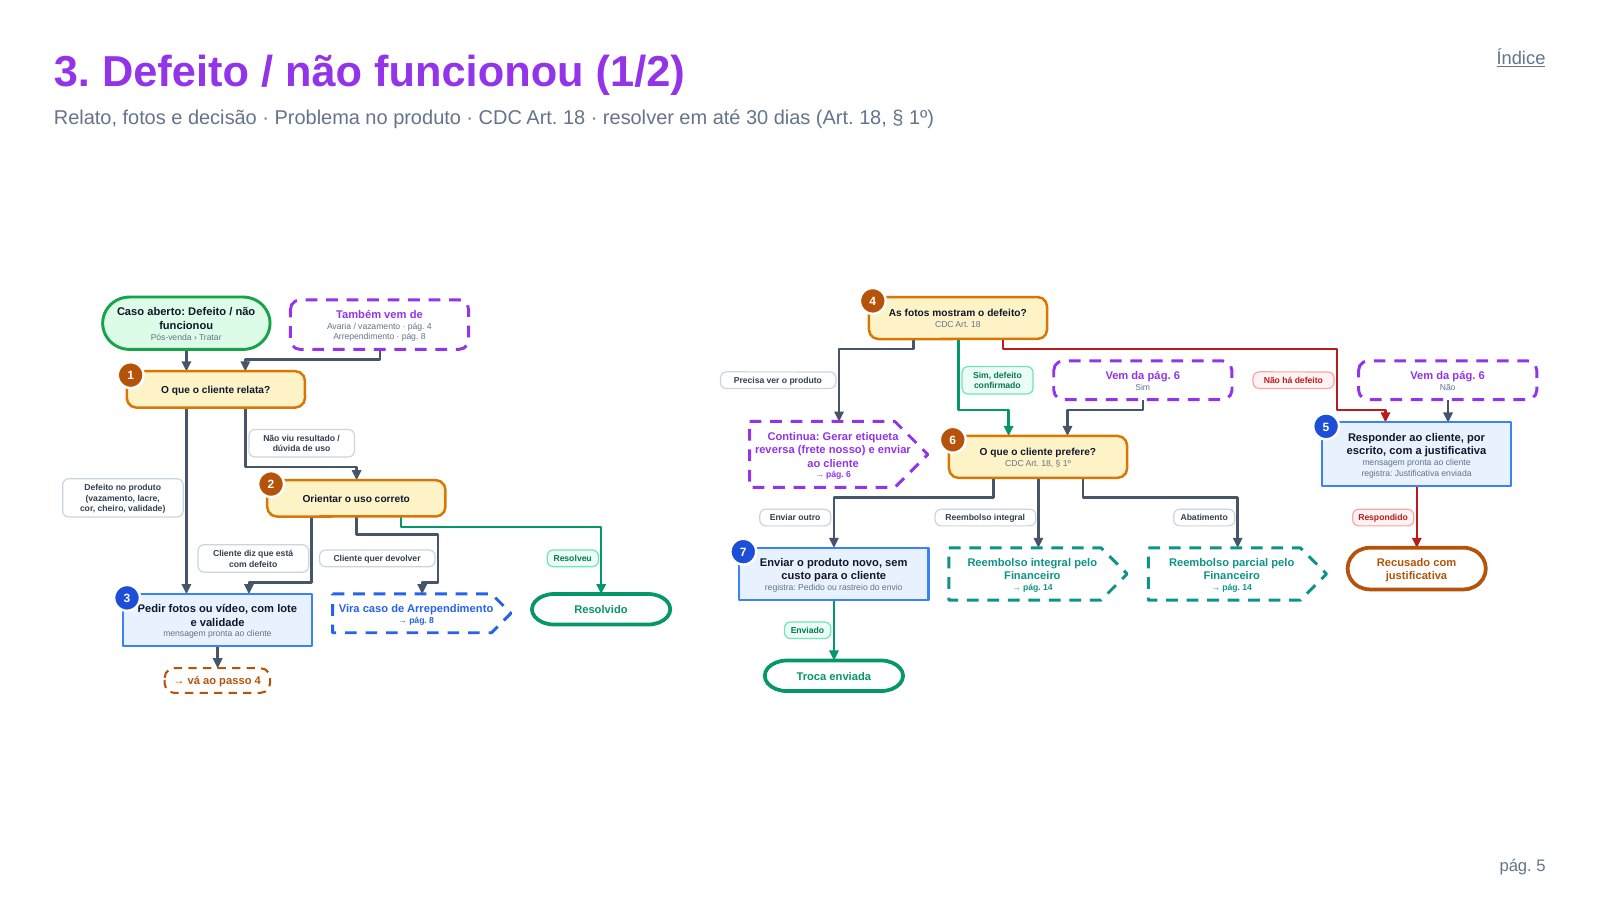 3. Defeito / não funcionou (1/2)
Índice
Relato, fotos e decisão · Problema no produto · CDC Art. 18 · resolver em até 30 dias (Art. 18, § 1º)
Caso aberto: Defeito / não
funcionou
Pós-venda › Tratar
Também vem de
Avaria / vazamento · pág. 4
Arrependimento · pág. 8
1
O que o cliente relata?
Não viu resultado /
dúvida de uso
Defeito no produto
(vazamento, lacre,
cor, cheiro, validade)
2
Orientar o uso correto
Cliente diz que está
com defeito
Cliente quer devolver
Resolveu
3
Pedir fotos ou vídeo, com lote
e validade
mensagem pronta ao cliente
Vira caso de Arrependimento
→ pág. 8
Resolvido
→ vá ao passo 4
4
As fotos mostram o defeito?
CDC Art. 18
Precisa ver o produto
Sim, defeito
confirmado
Vem da pág. 6
Sim
Não há defeito
Vem da pág. 6
Não
Continua: Gerar etiqueta
reversa (frete nosso) e enviar
ao cliente
→ pág. 6
6
O que o cliente prefere?
CDC Art. 18, § 1º
5
Responder ao cliente, por
escrito, com a justificativa
mensagem pronta ao cliente
registra: Justificativa enviada
Enviar outro
Reembolso integral
Abatimento
Respondido
7
Enviar o produto novo, sem
custo para o cliente
registra: Pedido ou rastreio do envio
Reembolso integral pelo
Financeiro
→ pág. 14
Reembolso parcial pelo
Financeiro
→ pág. 14
Recusado com
justificativa
Enviado
Troca enviada
pág. 5